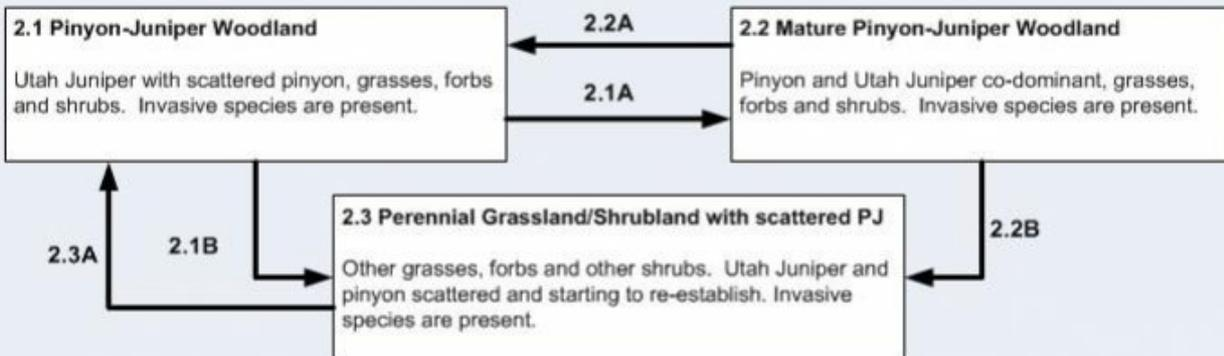 2.1 Pinyon-Juniper Woodland
Utah Juniper with scattered pinyon, grasses, forbs
and shrubs. Invasive species are present.
2.2A
2.1A
2.2 Mature Pinyon-Juniper Woodland
Pinyon and Utah Juniper co-dominant, grasses,
forbs and shrubs. Invasive species are present.
2.3A
2.1B
2.3 Perennial Grassland/Shrubland with scattered PJ
Other grasses, forbs and other shrubs. Utah Juniper and
pinyon scattered and starting to re-establish. Invasive
species are present.
2.2B